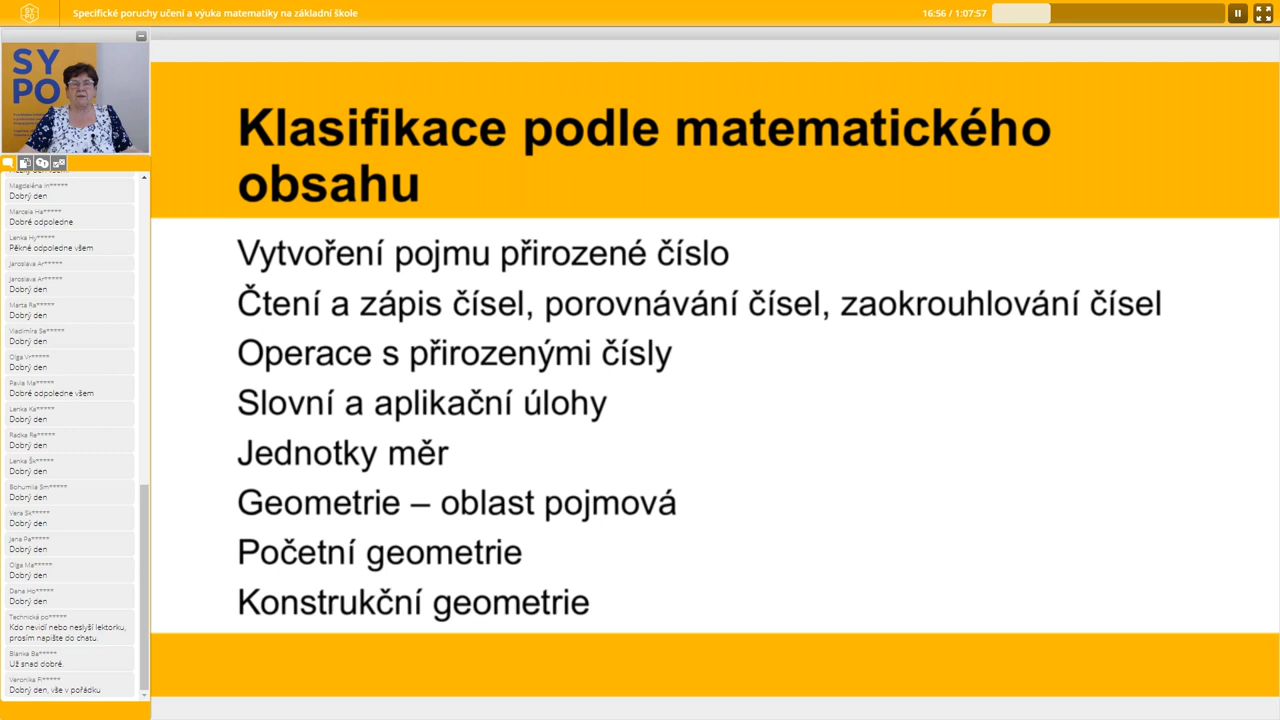 Specifické poruchy učení a výuka matematiky na základní škole
16:56 / 1:07:57
SY
PO
Magdaléna In*****
Dobrý den
Marcela Ha*****
Dobré odpoledne
Lenka Hy*****
Pěkné odpoledne všem
Jaroslava Ar*****
Jaroslava Ar*****
Dobrý den
Marta Ra*****
Dobrý den
Vladimíra Se*****
Dobrý den
Olga Vr*****
Dobrý den
Pavla Ma*****
Dobré odpoledne všem
Lenka Ka*****
Dobrý den
Radka Re*****
Dobrý den
Lenka Šk*****
Dobrý den
Bohumila Sm*****
Dobrý den
Věra Sk*****
Dobrý den
Jana Pa*****
Dobrý den
Olga Ma*****
Dobrý den
Dana Ho*****
Dobrý den
Technická po*****
Kdo nevidí nebo neslyší lektorku,
prosím napište do chatu.
Blanka Ba*****
Už snad dobré.
Veronika Fi*****
Dobrý den, vše v pořádku
Klasifikace podle matematického
obsahu
Vytvoření pojmu přirozené číslo
Čtení a zápis čísel, porovnávání čísel, zaokrouhlování čísel
Operace s přirozenými čísly
Slovní a aplikační úlohy
Jednotky měr
Geometrie – oblast pojmová
Početní geometrie
Konstrukční geometrie